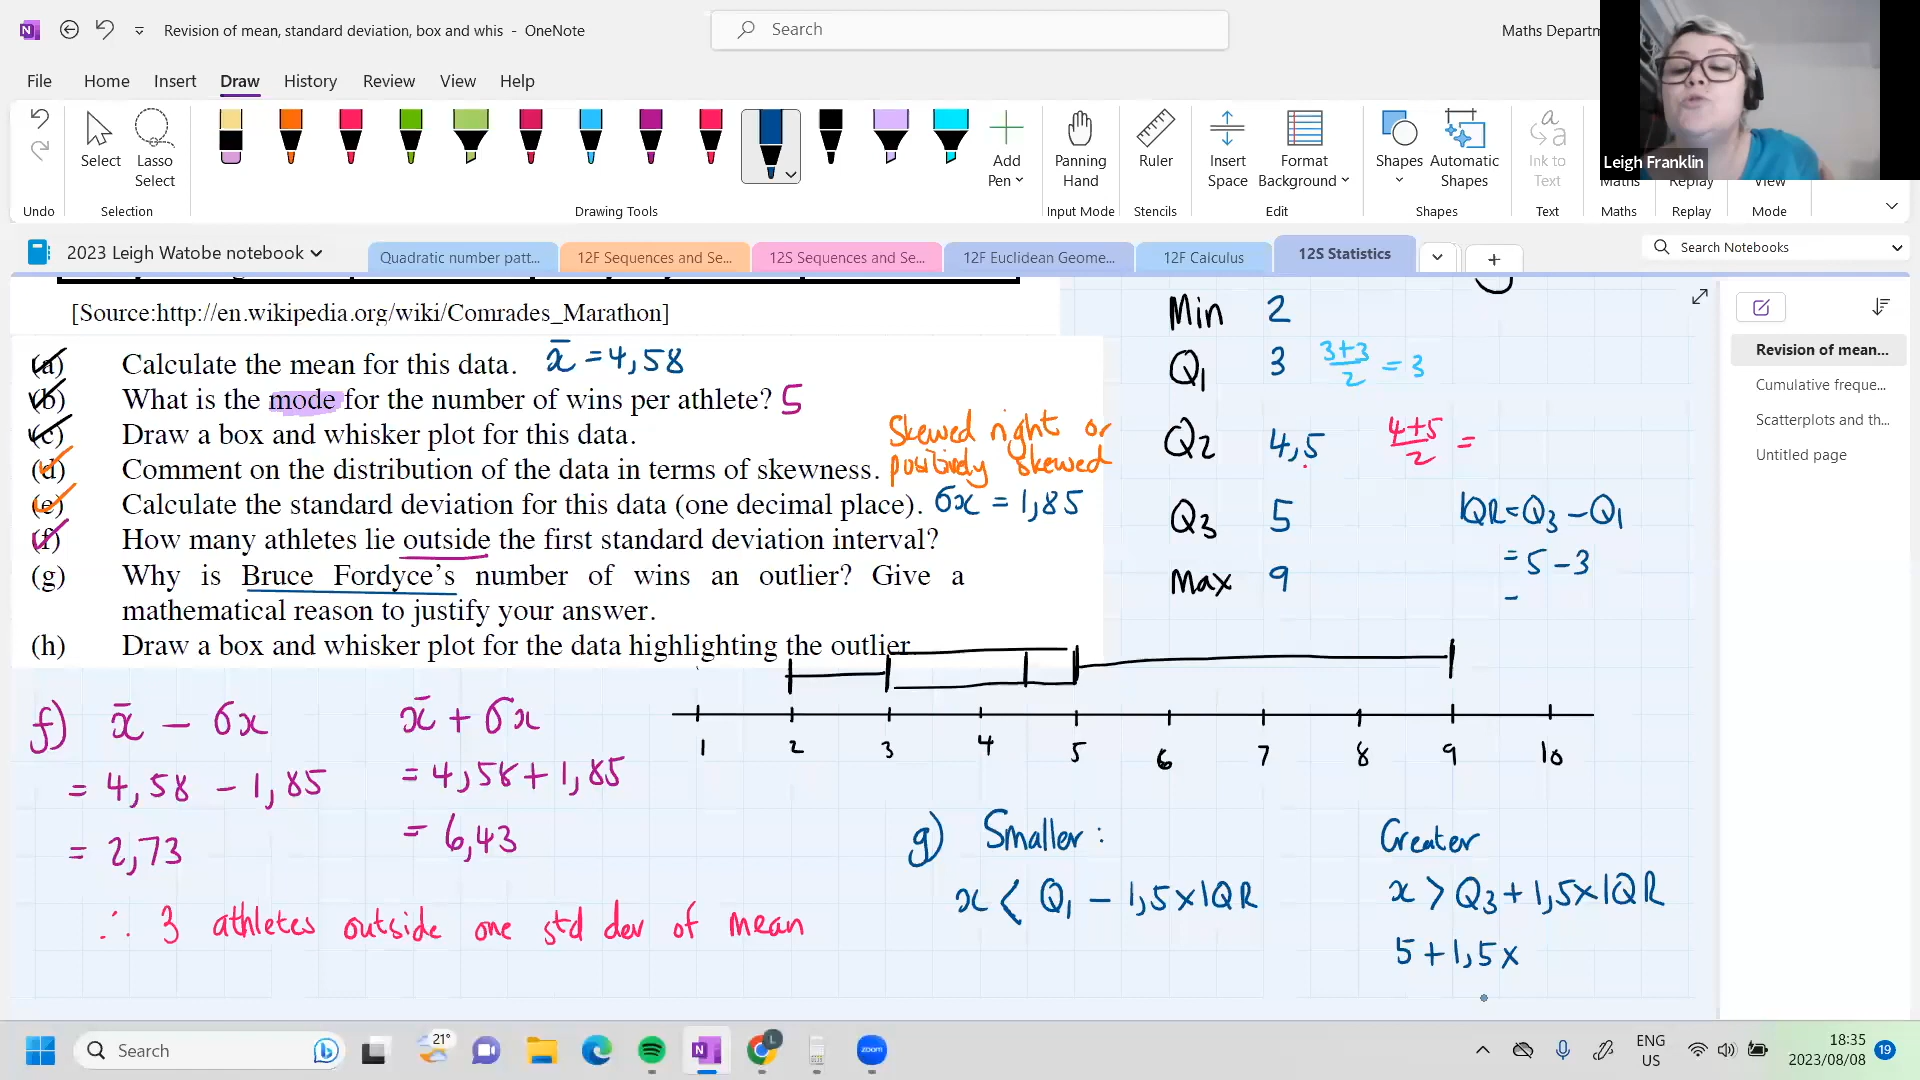 Revision of mean, standard deviation, box and whis - OneNote
Search
Maths Departm
File Home Insert Draw History Review View Help
Select
Lasso Select
Add Pen
Panning Hand
Ruler
Insert Space
Format Background
Shapes
Automatic Shapes
Ink to Text
Maths
Replay
View
Leigh Franklin
Undo
Selection
Drawing Tools
Input Mode
Stencils
Edit
Shapes
Text
Maths
Replay
Mode
2023 Leigh Watobe notebook
Quadratic number patt...
12F Sequences and Se...
12S Sequences and Se...
12F Euclidean Geome...
12F Calculus
12S Statistics
Search Notebooks
[Source:http://en.wikipedia.org/wiki/Comrades_Marathon]
(a) Calculate the mean for this data. x̄ = 4,58
(b) What is the mode for the number of wins per athlete? 5
(c) Draw a box and whisker plot for this data.
(d) Comment on the distribution of the data in terms of skewness.
Skewed right or
positively skewed
(e) Calculate the standard deviation for this data (one decimal place). σx = 1,85
(f) How many athletes lie outside the first standard deviation interval?
(g) Why is Bruce Fordyce's number of wins an outlier? Give a
mathematical reason to justify your answer.
(h) Draw a box and whisker plot for the data highlighting the outlier.
Min 2
Q1 3 3+3/2 = 3
Q2 4,5 4+5/2 =
Q3 5
Max 9
IQR = Q3 - Q1
= 5 - 3
=
1 2 3 4 5 6 7 8 9 10
f) x̄ - σx
= 4,58 - 1,85
= 2,73
x̄ + σx
= 4,58 + 1,85
= 6,43
∴ 3 athletes outside one std dev of mean
g) Smaller:
x < Q1 - 1,5 x IQR
Greater
x > Q3 + 1,5 x IQR
5 + 1,5 x
Revision of mean...
Cumulative freque...
Scatterplots and th...
Untitled page
Search
21°
zoom
ENG
US
18:35
2023/08/08
19